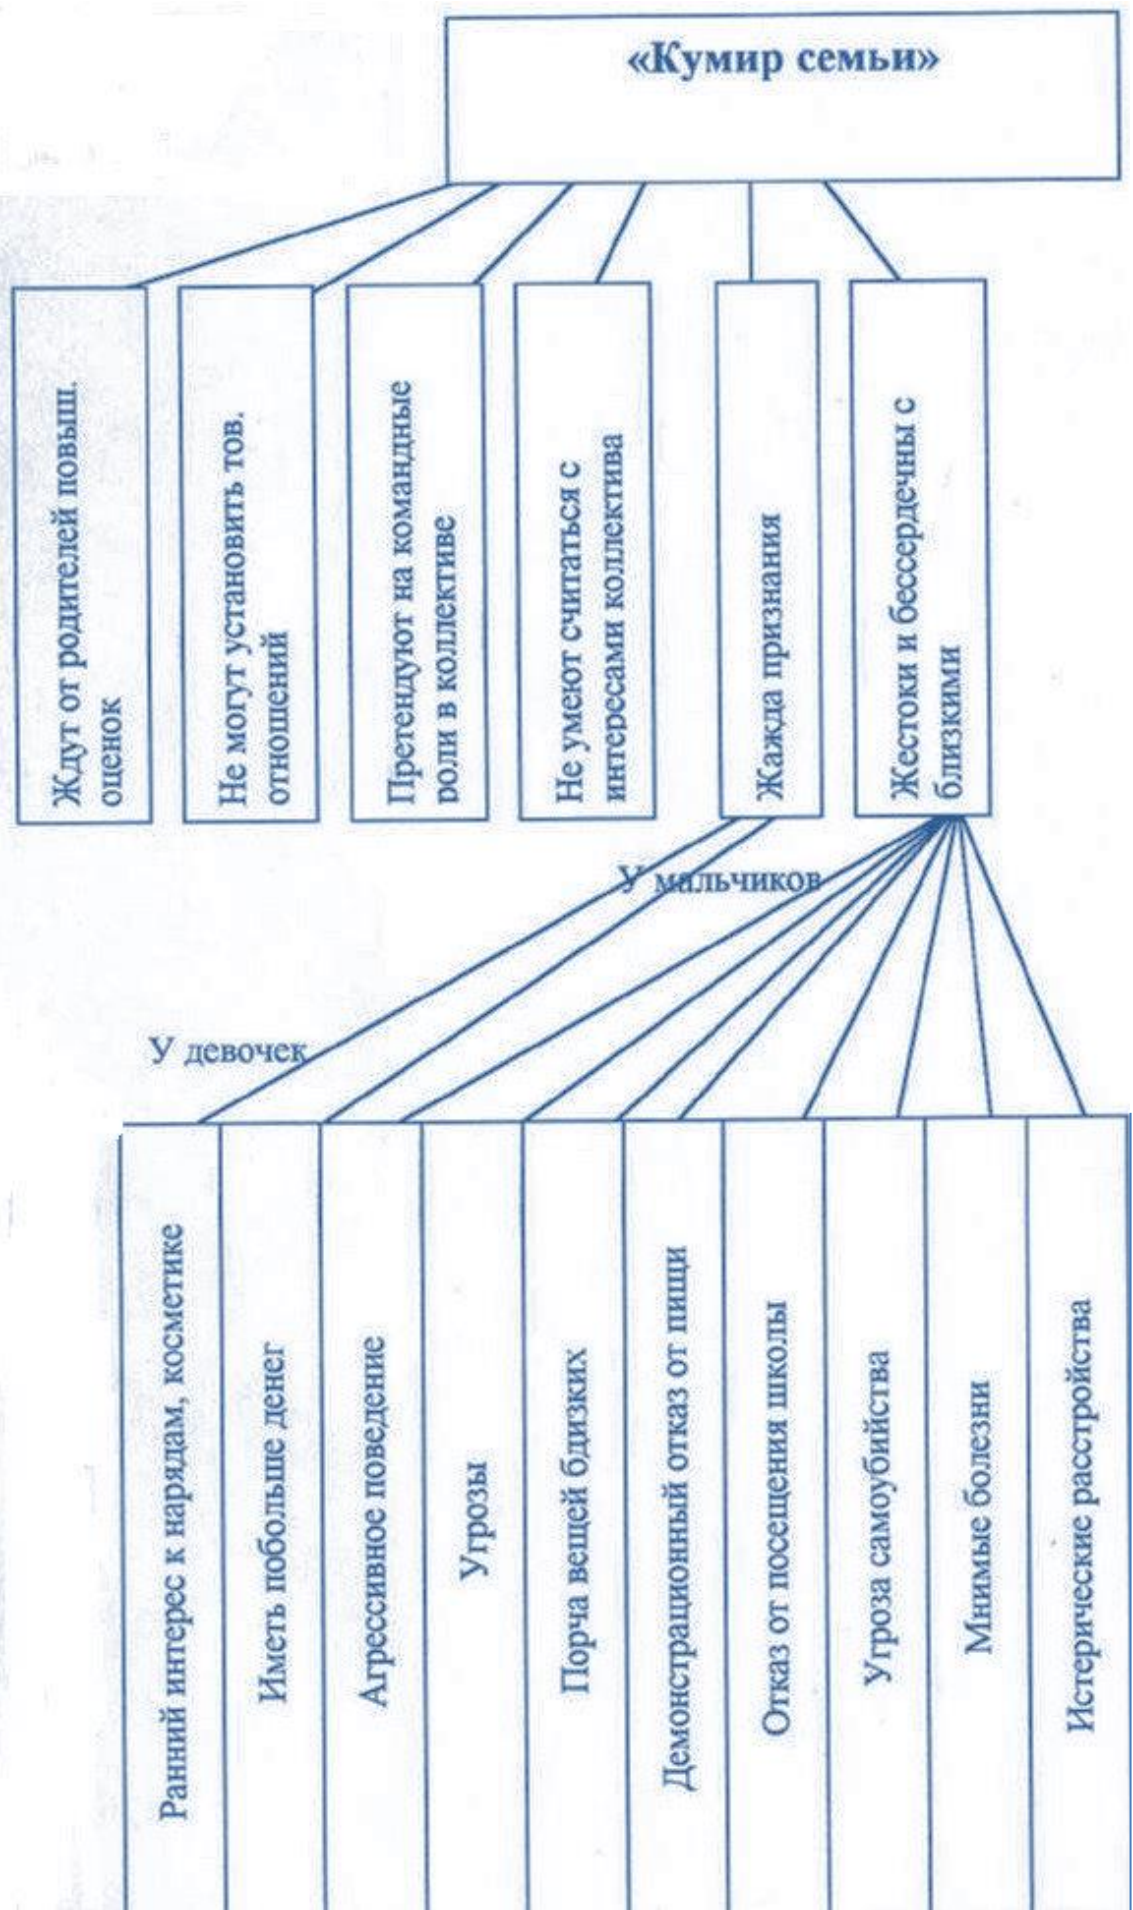 «Кумир семьи»
Ждут от родителей повыш.
оценок
Не могут установить тов.
отношений
Претендуют на командные
роли в коллективе
Не умеют считаться с
интересами коллектива
Жажда признания
Жестоки и бессердечны с
близкими
У мальчиков
У девочек
Ранний интерес к нарядам, косметике
Иметь побольше денег
Агрессивное поведение
Угрозы
Порча вещей бдизких
Демонстрационный отказ от пищи
Отказ от посещения школы
Угроза самоубийства
Мнимые болезни
Истерические расстройства